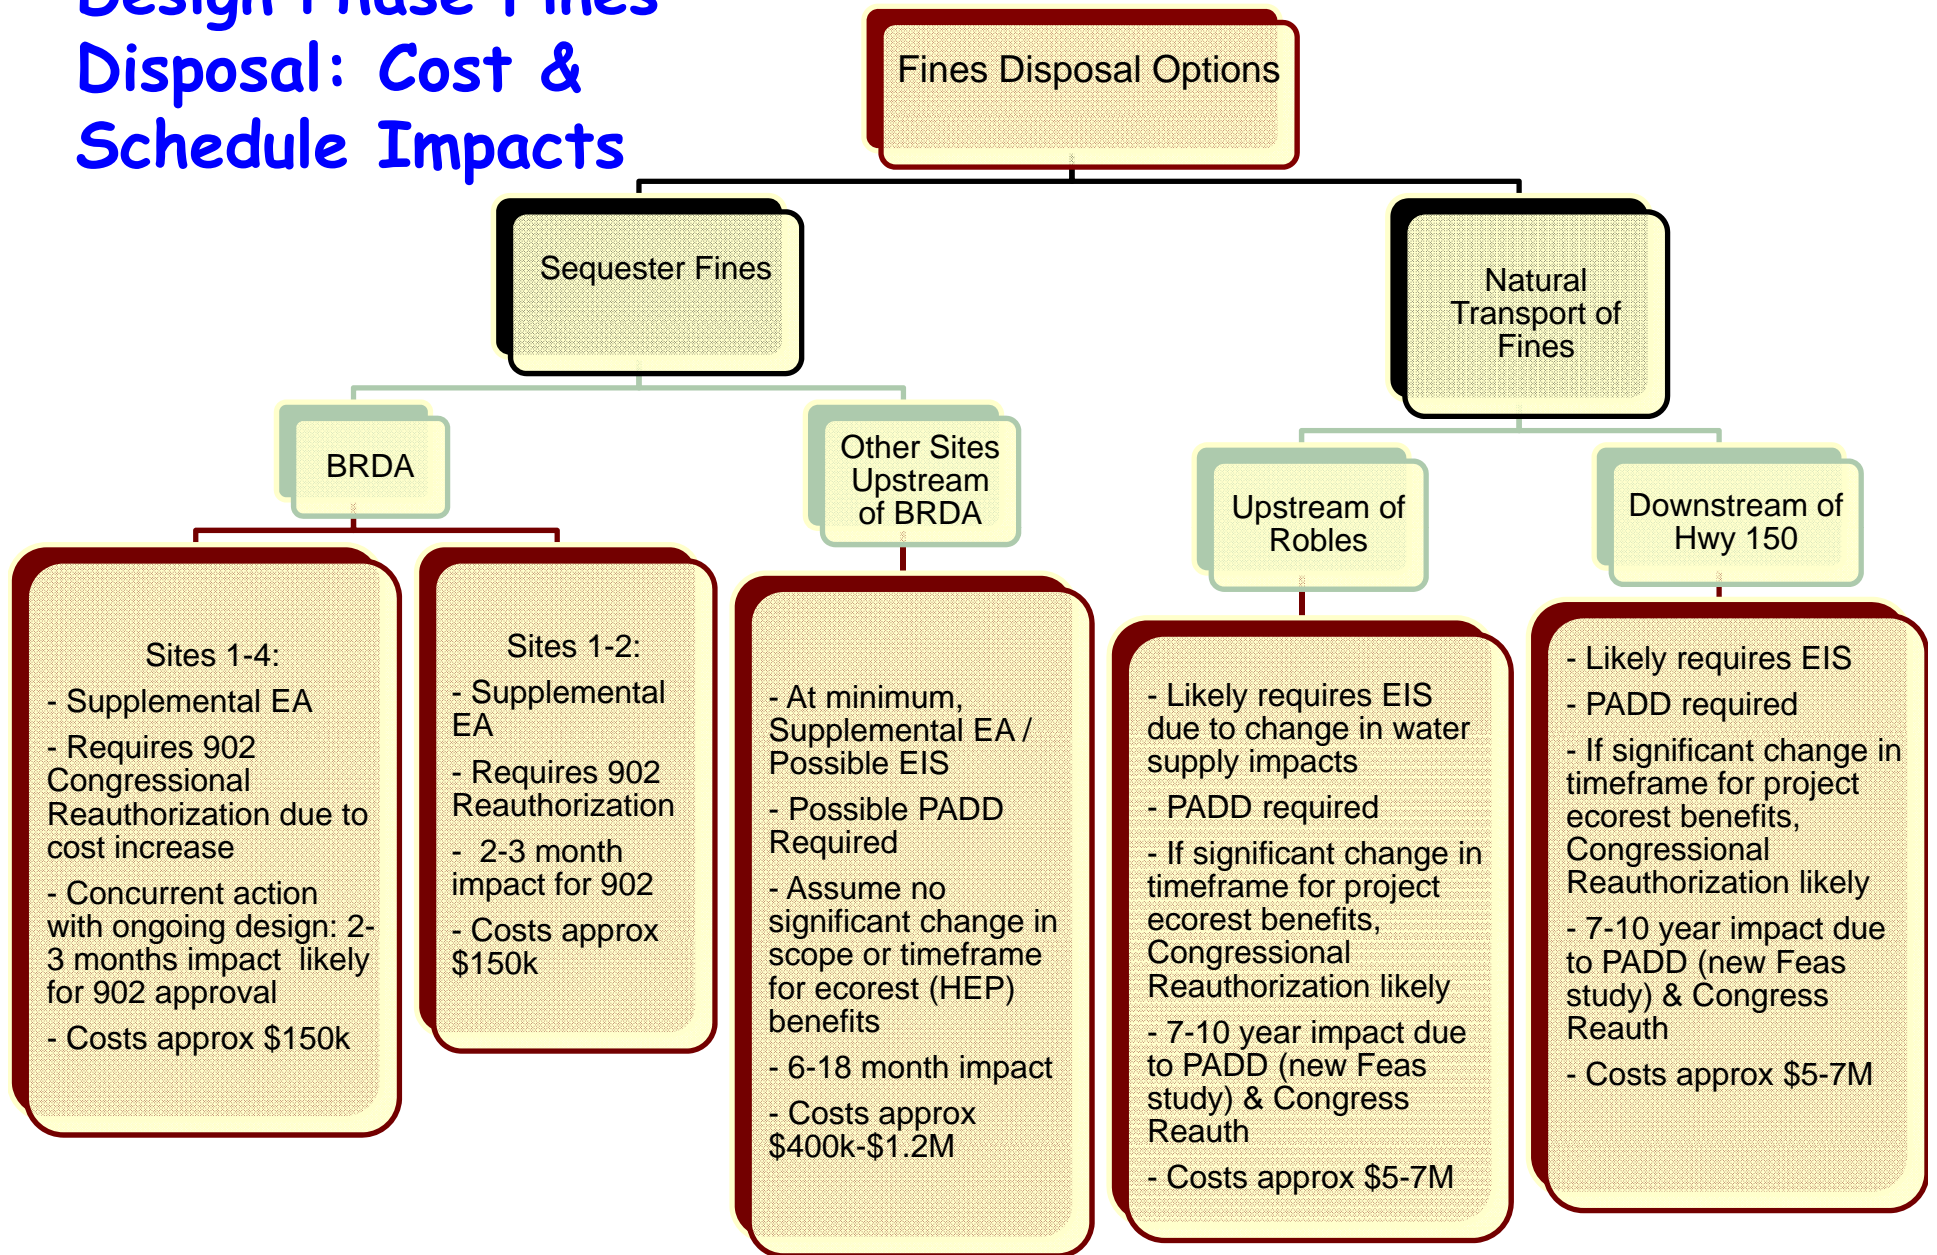 Design Phase Fines
Disposal: Cost &
Schedule Impacts
Fines Disposal Options
Sequester Fines
Natural
Transport of
Fines
BRDA
Other Sites
Upstream
of BRDA
Upstream of
Robles
Downstream of
Hwy 150
Sites 1-4:
- Supplemental EA
- Requires 902
Congressional
Reauthorization due to
cost increase
- Concurrent action
with ongoing design: 2-
3 months impact likely
for 902 approval
- Costs approx $150k
Sites 1-2:
- Supplemental
EA
- Requires 902
Reauthorization
- 2-3 month
impact for 902
- Costs approx
$150k
- At minimum,
Supplemental EA /
Possible EIS
- Possible PADD
Required
- Assume no
significant change in
scope or timeframe
for ecorest (HEP)
benefits
- 6-18 month impact
- Costs approx
$400k-$1.2M
- Likely requires EIS
due to change in water
supply impacts
- PADD required
- If significant change in
timeframe for project
ecorest benefits,
Congressional
Reauthorization likely
- 7-10 year impact due
to PADD (new Feas
study) & Congress
Reauth
- Costs approx $5-7M
- Likely requires EIS
- PADD required
- If significant change in
timeframe for project
ecorest benefits,
Congressional
Reauthorization likely
- 7-10 year impact due
to PADD (new Feas
study) & Congress
Reauth
- Costs approx $5-7M